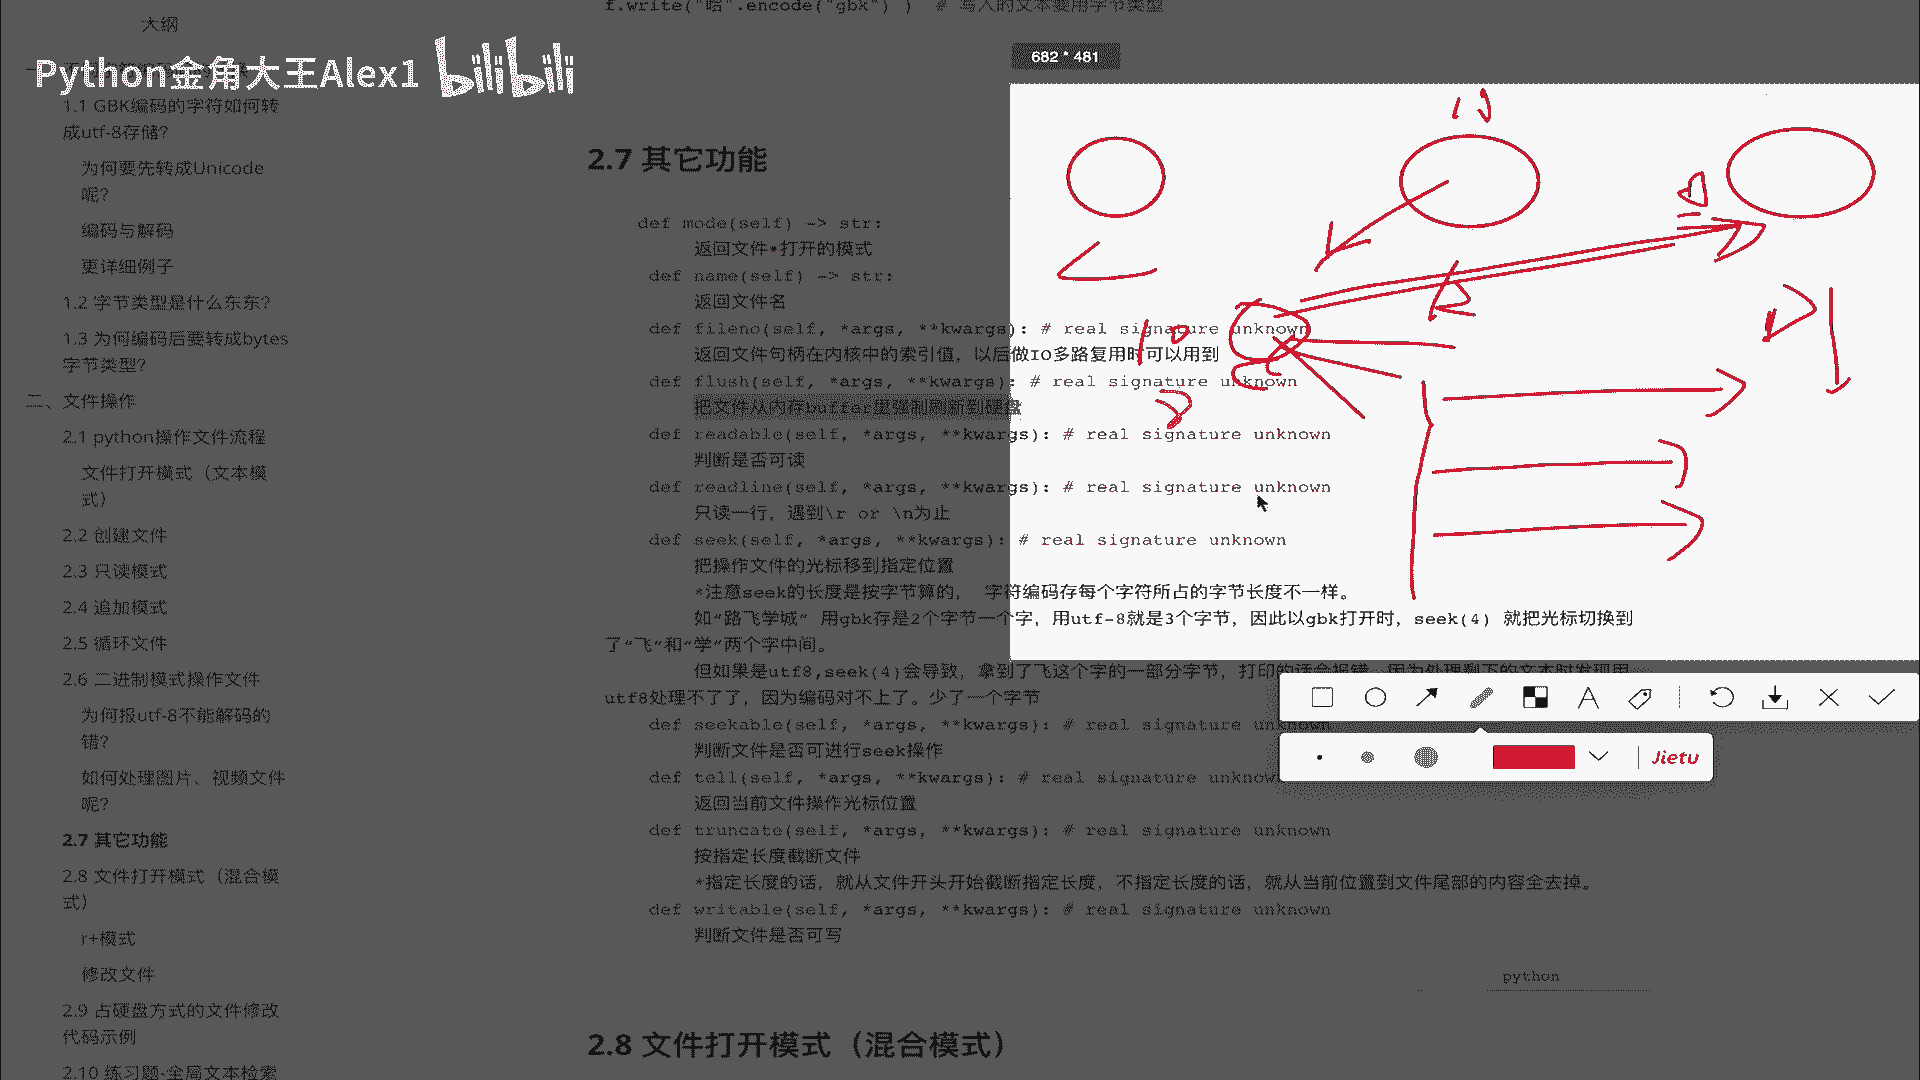 大纲
f.write("哈".encode("gbk") )  # 写入的文本要用字节类型
682 * 481
Python金角大王Alex1 bilibili
1.1 GBK编码的字符如何转
成utf-8存储?
为何要先转成Unicode
呢?
编码与解码
更详细例子
1.2 字节类型是什么东东?
1.3 为何编码后要转成bytes
字节类型?
二、文件操作
2.1 python操作文件流程
文件打开模式（文本模
式）
2.2 创建文件
2.3 只读模式
2.4 追加模式
2.5 循环文件
2.6 二进制模式操作文件
为何报utf-8不能解码的
错?
如何处理图片、视频文件
呢?
2.7 其它功能
2.8 文件打开模式（混合模
式）
r+模式
修改文件
2.9 占硬盘方式的文件修改
代码示例
2.10 练习题-全局文本检索
2.7 其它功能
def mode(self) -> str:
返回文件*打开的模式
def name(self) -> str:
返回文件名
def fileno(self, *args, **kwargs): # real signature unknown
返回文件句柄在内核中的索引值，以后做IO多路复用时可以用到
def flush(self, *args, **kwargs): # real signature unknown
把文件从内存buffer里强制刷新到硬盘
def readable(self, *args, **kwargs): # real signature unknown
判断是否可读
def readline(self, *args, **kwargs): # real signature unknown
只读一行，遇到\r or \n为止
def seek(self, *args, **kwargs): # real signature unknown
把操作文件的光标移到指定位置
*注意seek的长度是按字节算的， 字符编码存每个字符所占的字节长度不一样。
如“路飞学城” 用gbk存是2个字节一个字，用utf-8就是3个字节，因此以gbk打开时，seek(4) 就把光标切换到
了“飞”和“学”两个字中间。
但如果是utf8,seek(4)会导致，拿到了飞这个字的一部分字节，打印的话会报错，因为处理剩下的文本时发现用
utf8处理不了了，因为编码对不上了。少了一个字节
def seekable(self, *args, **kwargs): # real signature unknown
判断文件是否可进行seek操作
def tell(self, *args, **kwargs): # real signature unknown
返回当前文件操作光标位置
def truncate(self, *args, **kwargs): # real signature unknown
按指定长度截断文件
*指定长度的话，就从文件开头开始截断指定长度，不指定长度的话，就从当前位置到文件尾部的内容全去掉。
def writable(self, *args, **kwargs): # real signature unknown
判断文件是否可写
python
2.8 文件打开模式（混合模式）
A
Jietu